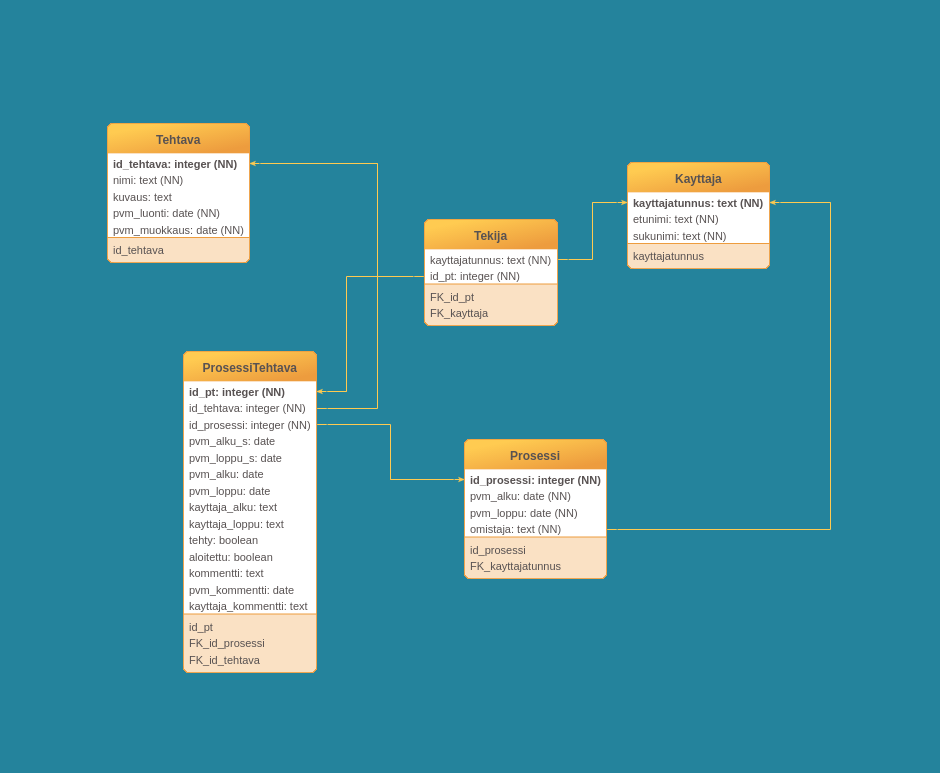 Tehtava
id_tehtava: integer (NN)
nimi: text (NN)
kuvaus: text
pvm_luonti: date (NN)
pvm_muokkaus: date (NN)
id_tehtava
Kayttaja
kayttajatunnus: text (NN)
etunimi: text (NN)
sukunimi: text (NN)
kayttajatunnus
Tekija
kayttajatunnus: text (NN)
id_pt: integer (NN)
FK_id_pt
FK_kayttaja
ProsessiTehtava
id_pt: integer (NN)
id_tehtava: integer (NN)
id_prosessi: integer (NN)
pvm_alku_s: date
pvm_loppu_s: date
pvm_alku: date
pvm_loppu: date
kayttaja_alku: text
kayttaja_loppu: text
tehty: boolean
aloitettu: boolean
kommentti: text
pvm_kommentti: date
kayttaja_kommentti: text
id_pt
FK_id_prosessi
FK_id_tehtava
Prosessi
id_prosessi: integer (NN)
pvm_alku: date (NN)
pvm_loppu: date (NN)
omistaja: text (NN)
id_prosessi
FK_kayttajatunnus